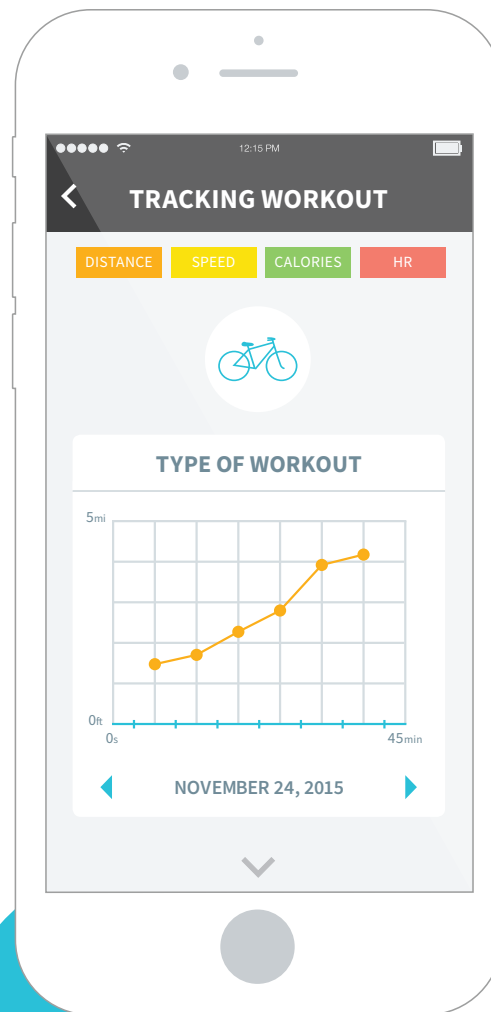 12:15 PM
TRACKING WORKOUT
DISTANCE SPEED CALORIES HR
TYPE OF WORKOUT
5mi
0ft
0s 45min
NOVEMBER 24, 2015